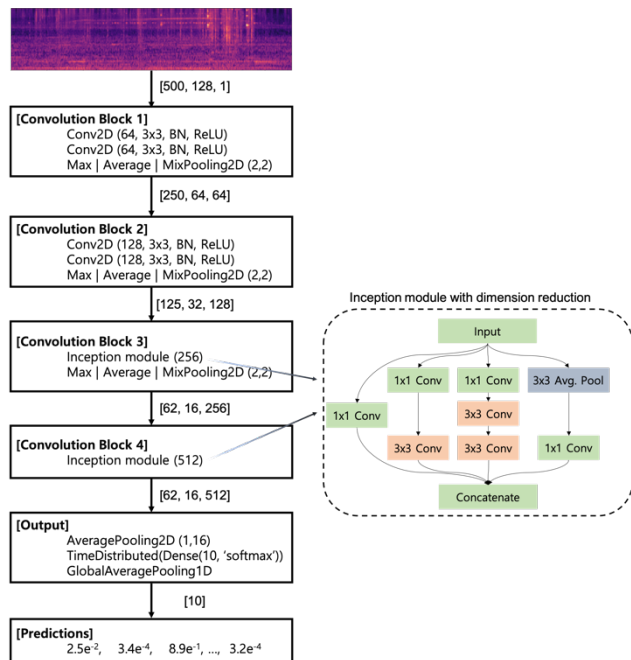 [500, 128, 1]
[Convolution Block 1]
Conv2D (64, 3x3, BN, ReLU)
Conv2D (64, 3x3, BN, ReLU)
Max | Average | MixPooling2D (2,2)
[250, 64, 64]
[Convolution Block 2]
Conv2D (128, 3x3, BN, ReLU)
Conv2D (128, 3x3, BN, ReLU)
Max | Average | MixPooling2D (2,2)
[125, 32, 128]
[Convolution Block 3]
Inception module (256)
Max | Average | MixPooling2D (2,2)
[62, 16, 256]
[Convolution Block 4]
Inception module (512)
[62, 16, 512]
[Output]
AveragePooling2D (1,16)
TimeDistributed(Dense(10, 'softmax'))
GlobalAveragePooling1D
[10]
[Predictions]
2.5e⁻², 3.4e⁻⁴, 8.9e⁻¹, ..., 3.2e⁻⁴
Inception module with dimension reduction
Input
1x1 Conv 1x1 Conv 3x3 Avg. Pool
3x3 Conv
1x1 Conv
3x3 Conv 3x3 Conv 1x1 Conv
Concatenate